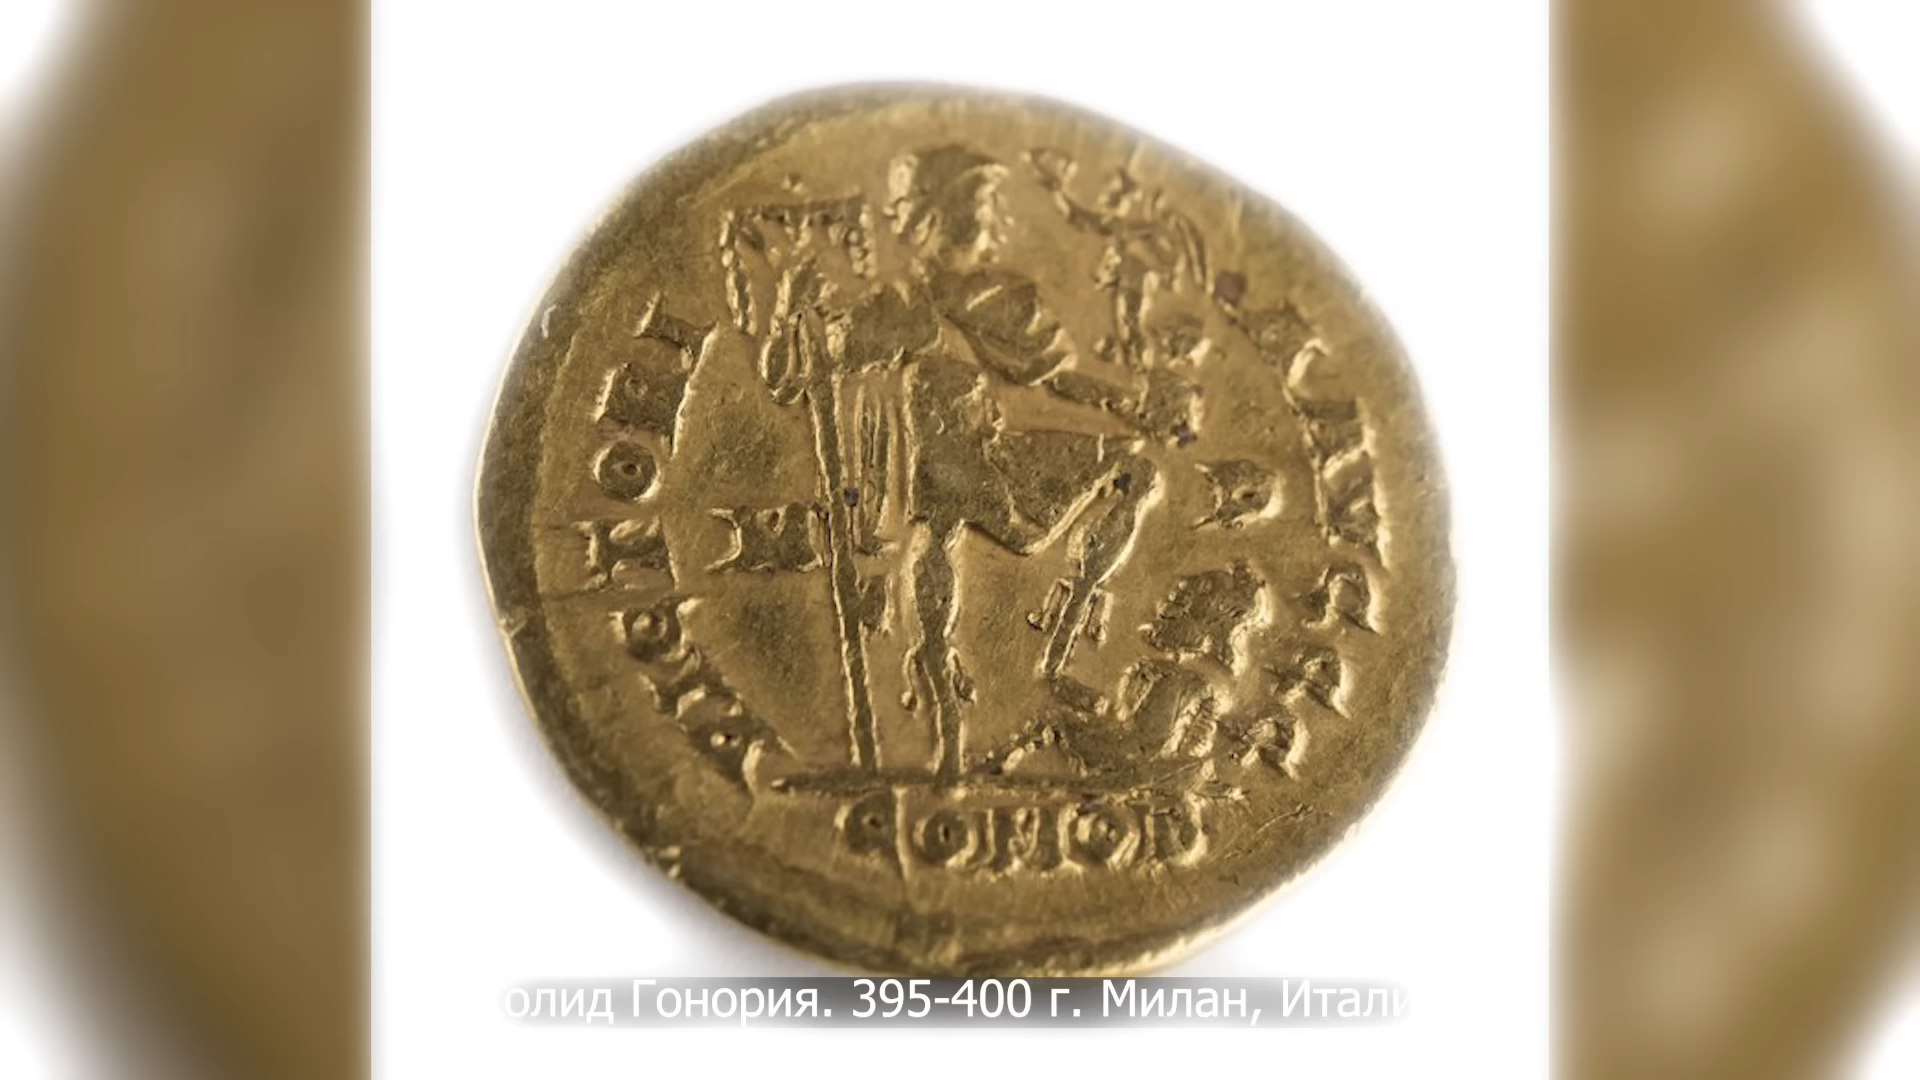 VICTORI
AAVGGG
M D
COMOB
олид Гонория. 395-400 г. Милан, Итали